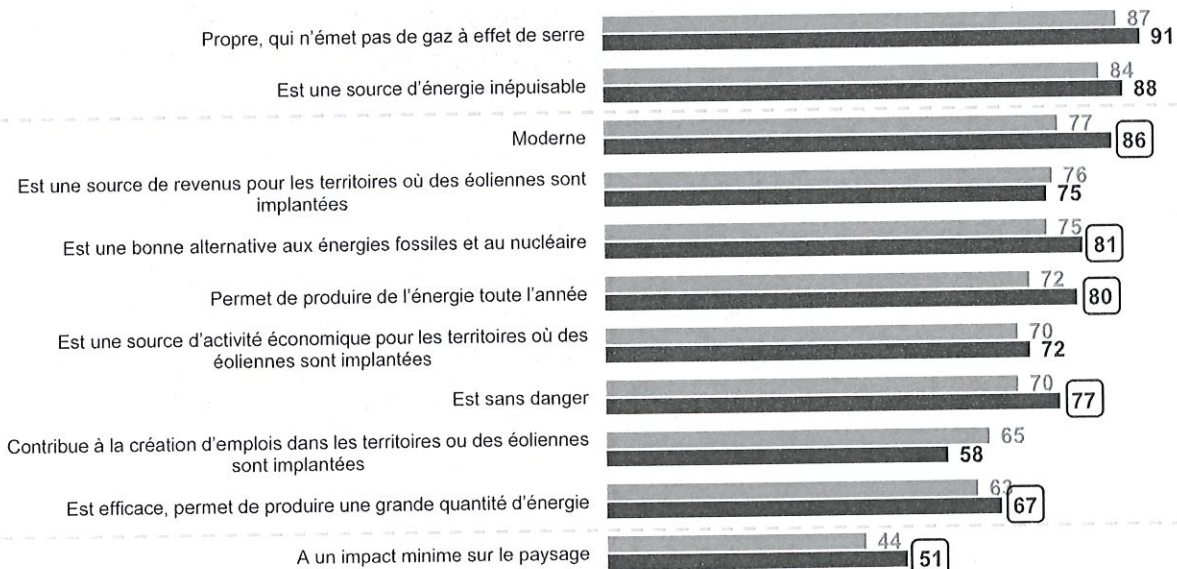 Propre, qui n'émet pas de gaz à effet de serre
87
91
Est une source d'énergie inépuisable
84
88
Moderne
77
86
Est une source de revenus pour les territoires où des éoliennes sont
implantées
76
75
Est une bonne alternative aux énergies fossiles et au nucléaire
75
81
Permet de produire de l'énergie toute l'année
72
80
Est une source d'activité économique pour les territoires où des
éoliennes sont implantées
70
72
Est sans danger
70
77
Contribue à la création d'emplois dans les territoires ou des éoliennes
sont implantées
65
58
Est efficace, permet de produire une grande quantité d'énergie
63
67
A un impact minime sur le paysage
44
51